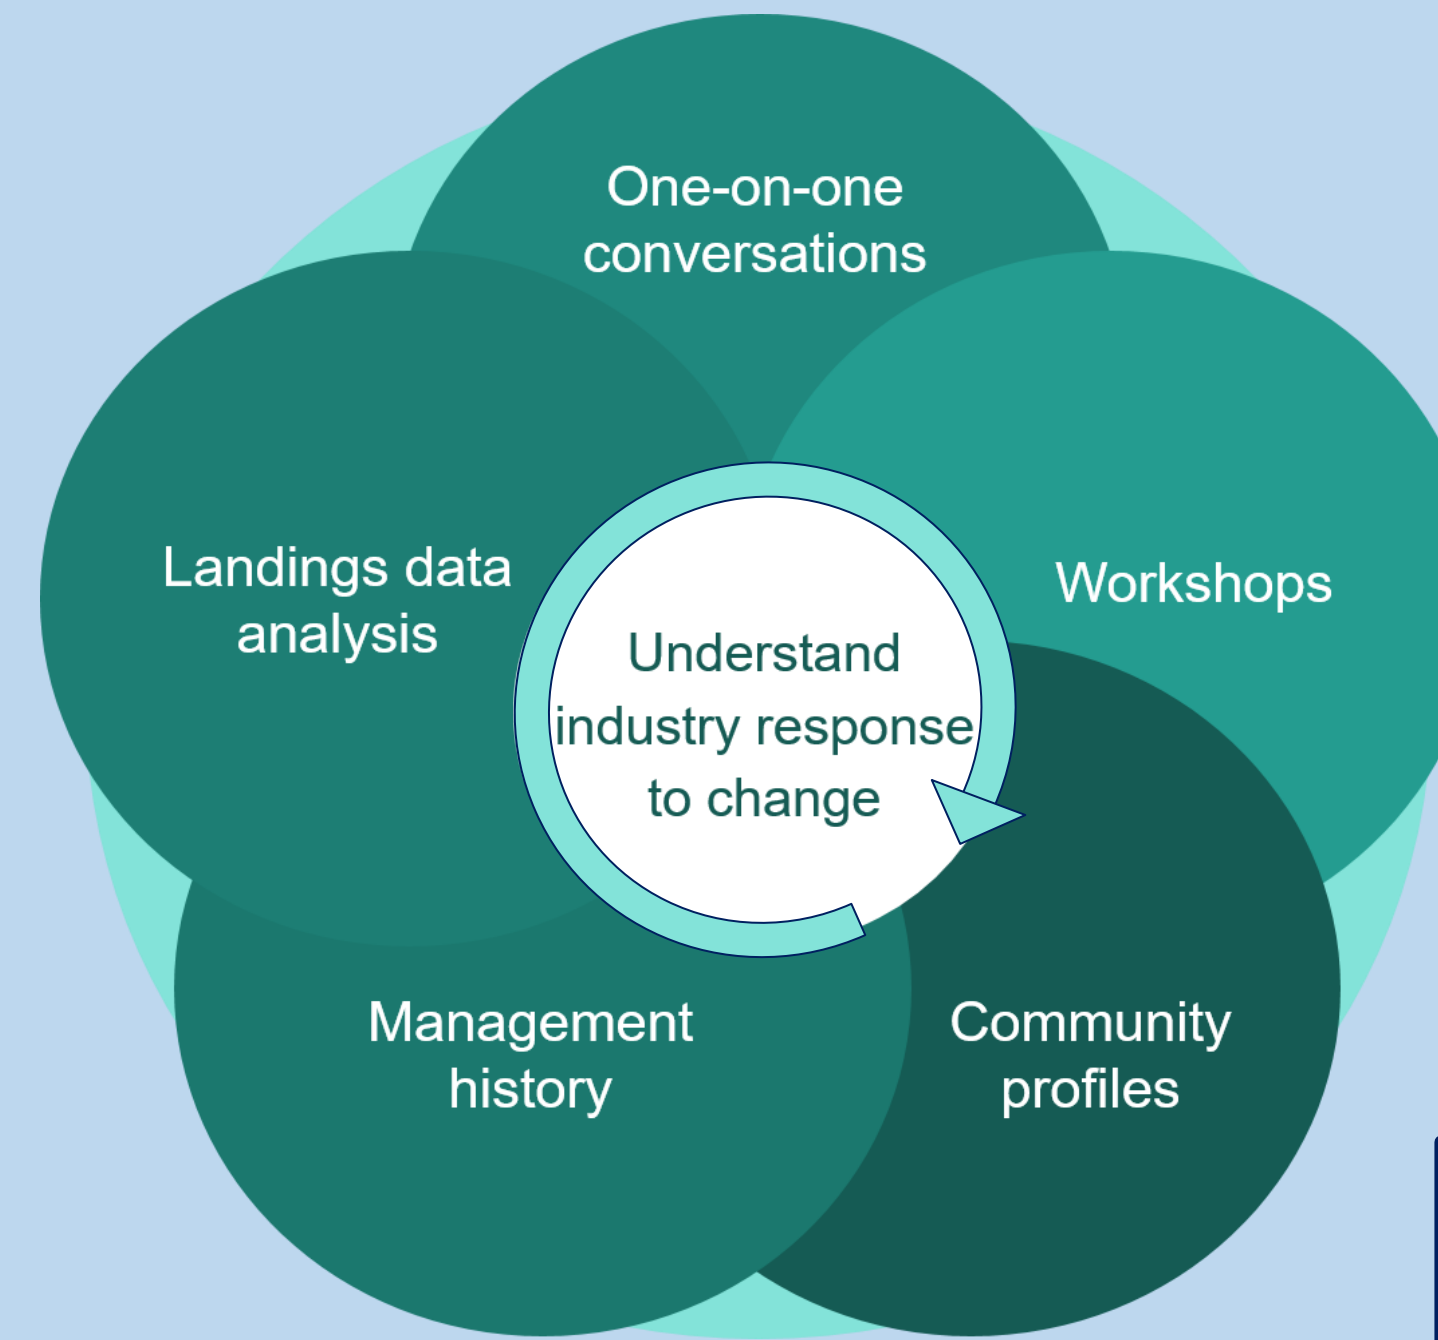 One-on-one
conversations
Landings data
analysis
Workshops
Understand
industry response
to change
Management
history
Community
profiles